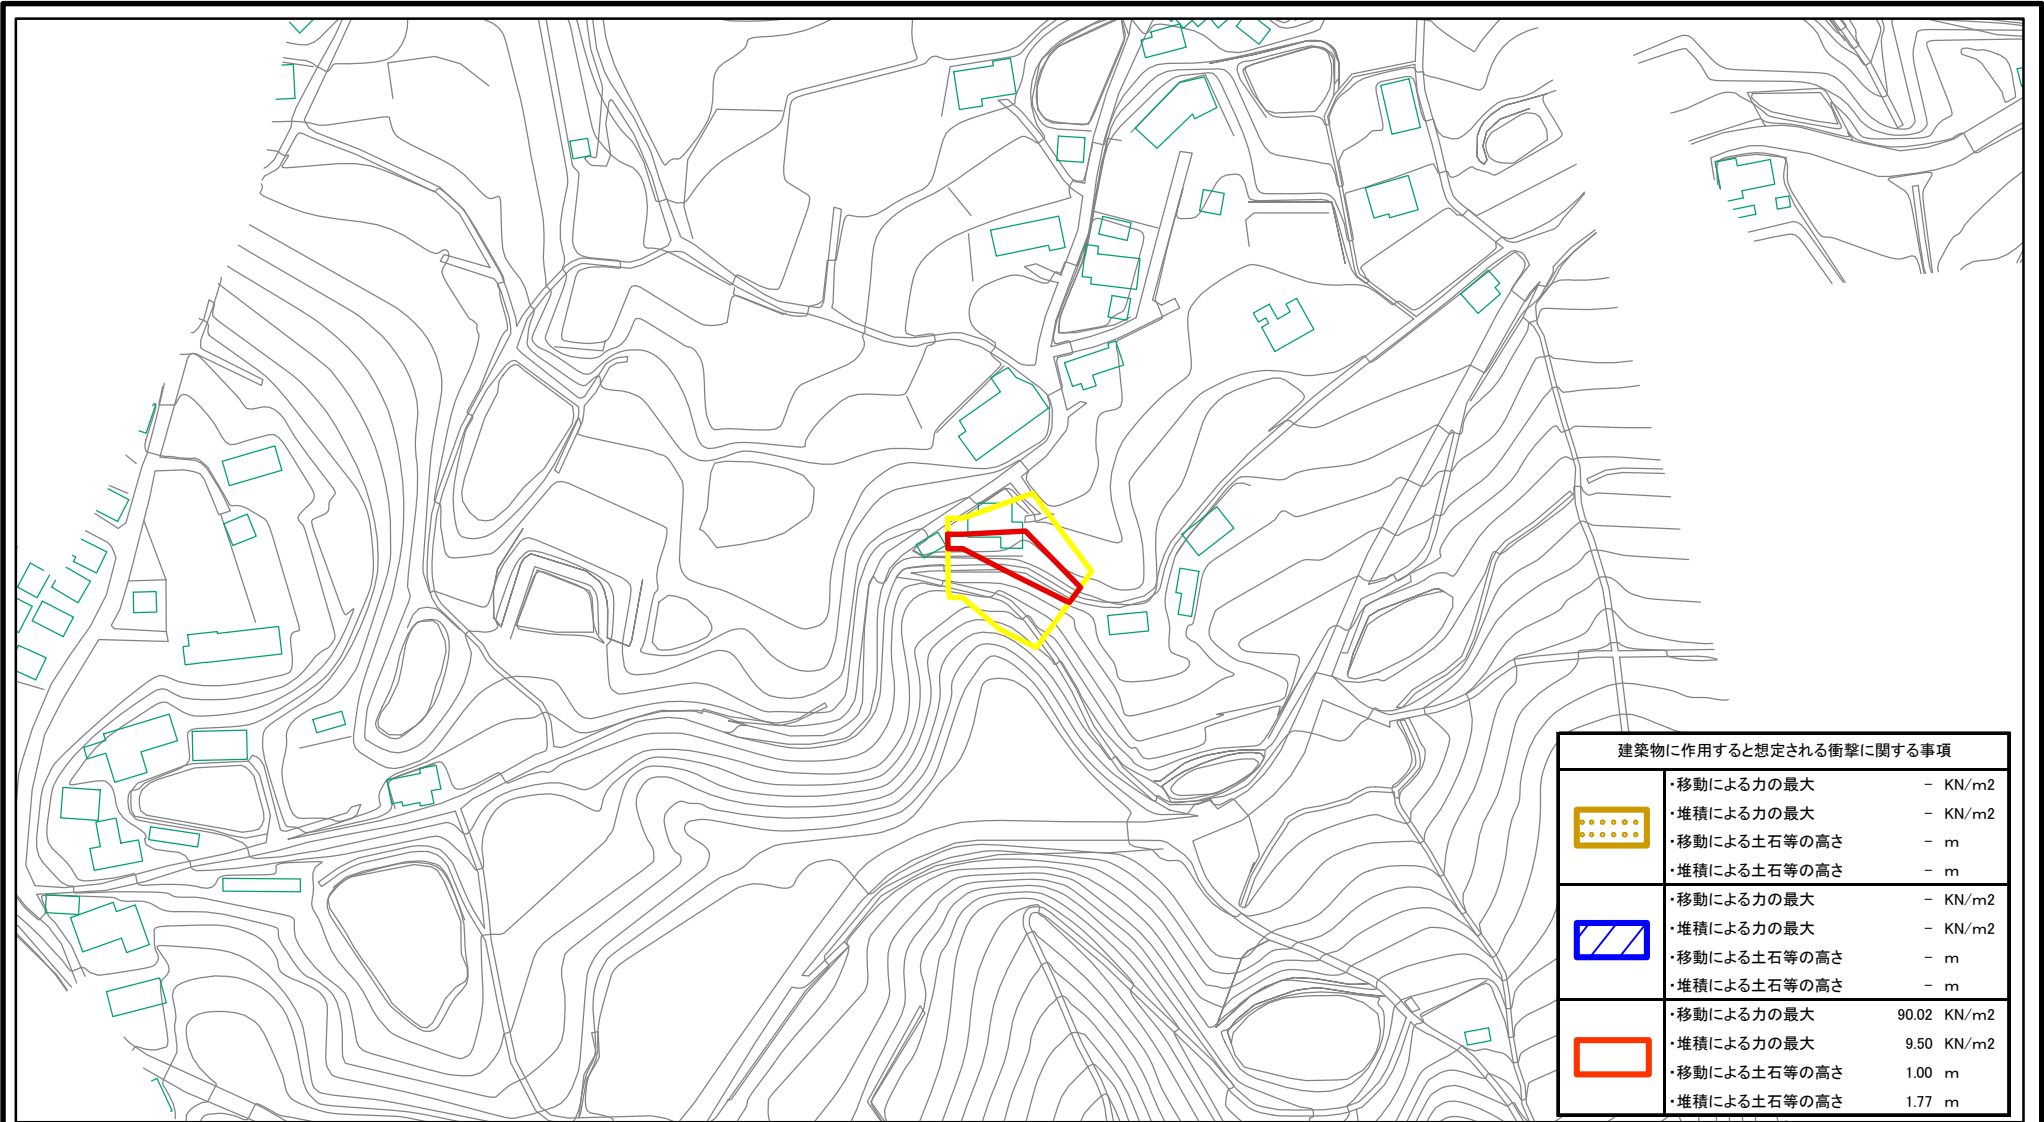 建築物に作用すると想定される衝撃に関する事項
・移動による力の最大 - KN/m2
・堆積による力の最大 - KN/m2
・移動による土石等の高さ - m
・堆積による土石等の高さ - m
・移動による力の最大 - KN/m2
・堆積による力の最大 - KN/m2
・移動による土石等の高さ - m
・堆積による土石等の高さ - m
・移動による力の最大 90.02 KN/m2
・堆積による力の最大 9.50 KN/m2
・移動による土石等の高さ 1.00 m
・堆積による土石等の高さ 1.77 m